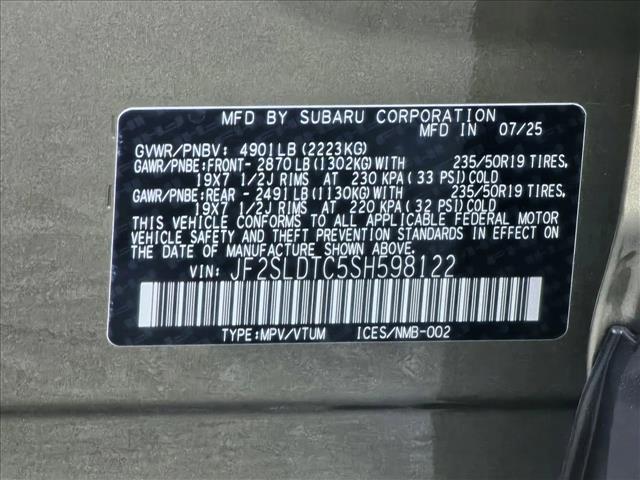 MFD BY SUBARU CORPORATION
MFD IN 07/25
GVWR/PNBV: 4901LB (2223KG)
GAWR/PNBE:FRONT- 2870LB(1302KG)WITH 235/50R19 TIRES,
19X7 1/2J RIMS AT 230 KPA( 33 PSI)COLD
GAWR/PNBE:REAR - 2491LB(1130KG)WITH 235/50R19 TIRES,
19X7 1/2J RIMS AT 220 KPA( 32 PSI)COLD
THIS VEHICLE CONFORMS TO ALL APPLICABLE FEDERAL MOTOR
VEHICLE SAFETY AND THEFT PREVENTION STANDARDS IN EFFECT ON
THE DATE OF MANUFACTURE SHOWN ABOVE.
VIN: JF2SLDTC5SH598122
TYPE:MPV/VTUM ICES/NMB-002